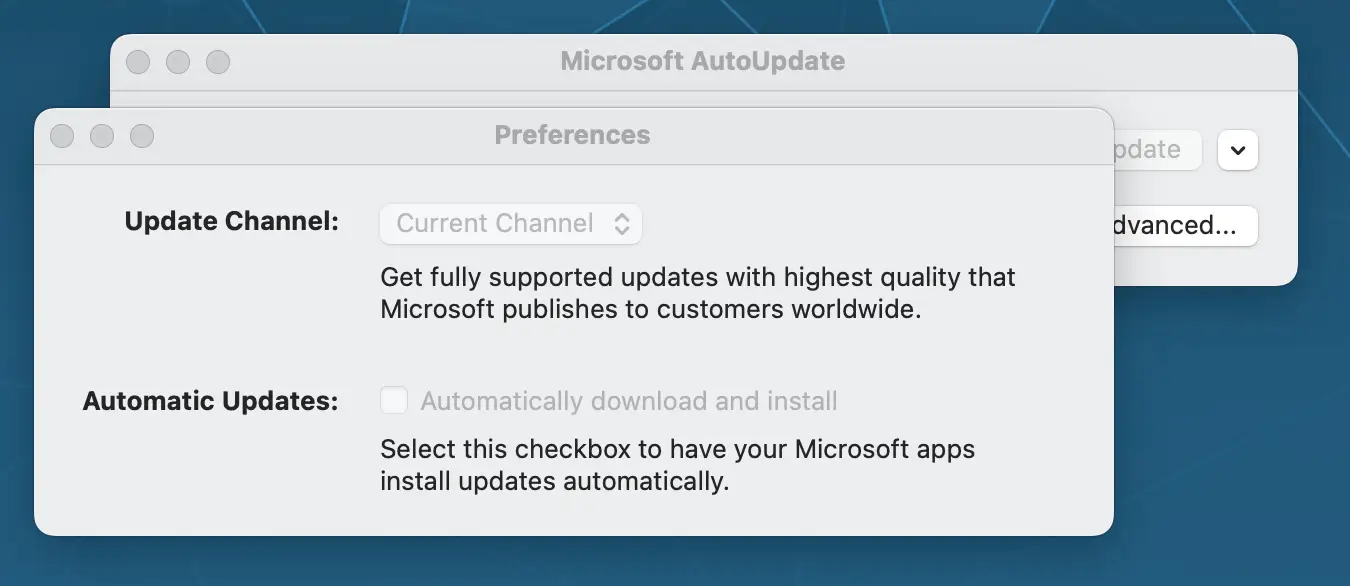 Microsoft AutoUpdate
Preferences
pdate
Update Channel: Current Channel
dvanced...
Get fully supported updates with highest quality that
Microsoft publishes to customers worldwide.
Automatic Updates: Automatically download and install
Select this checkbox to have your Microsoft apps
install updates automatically.